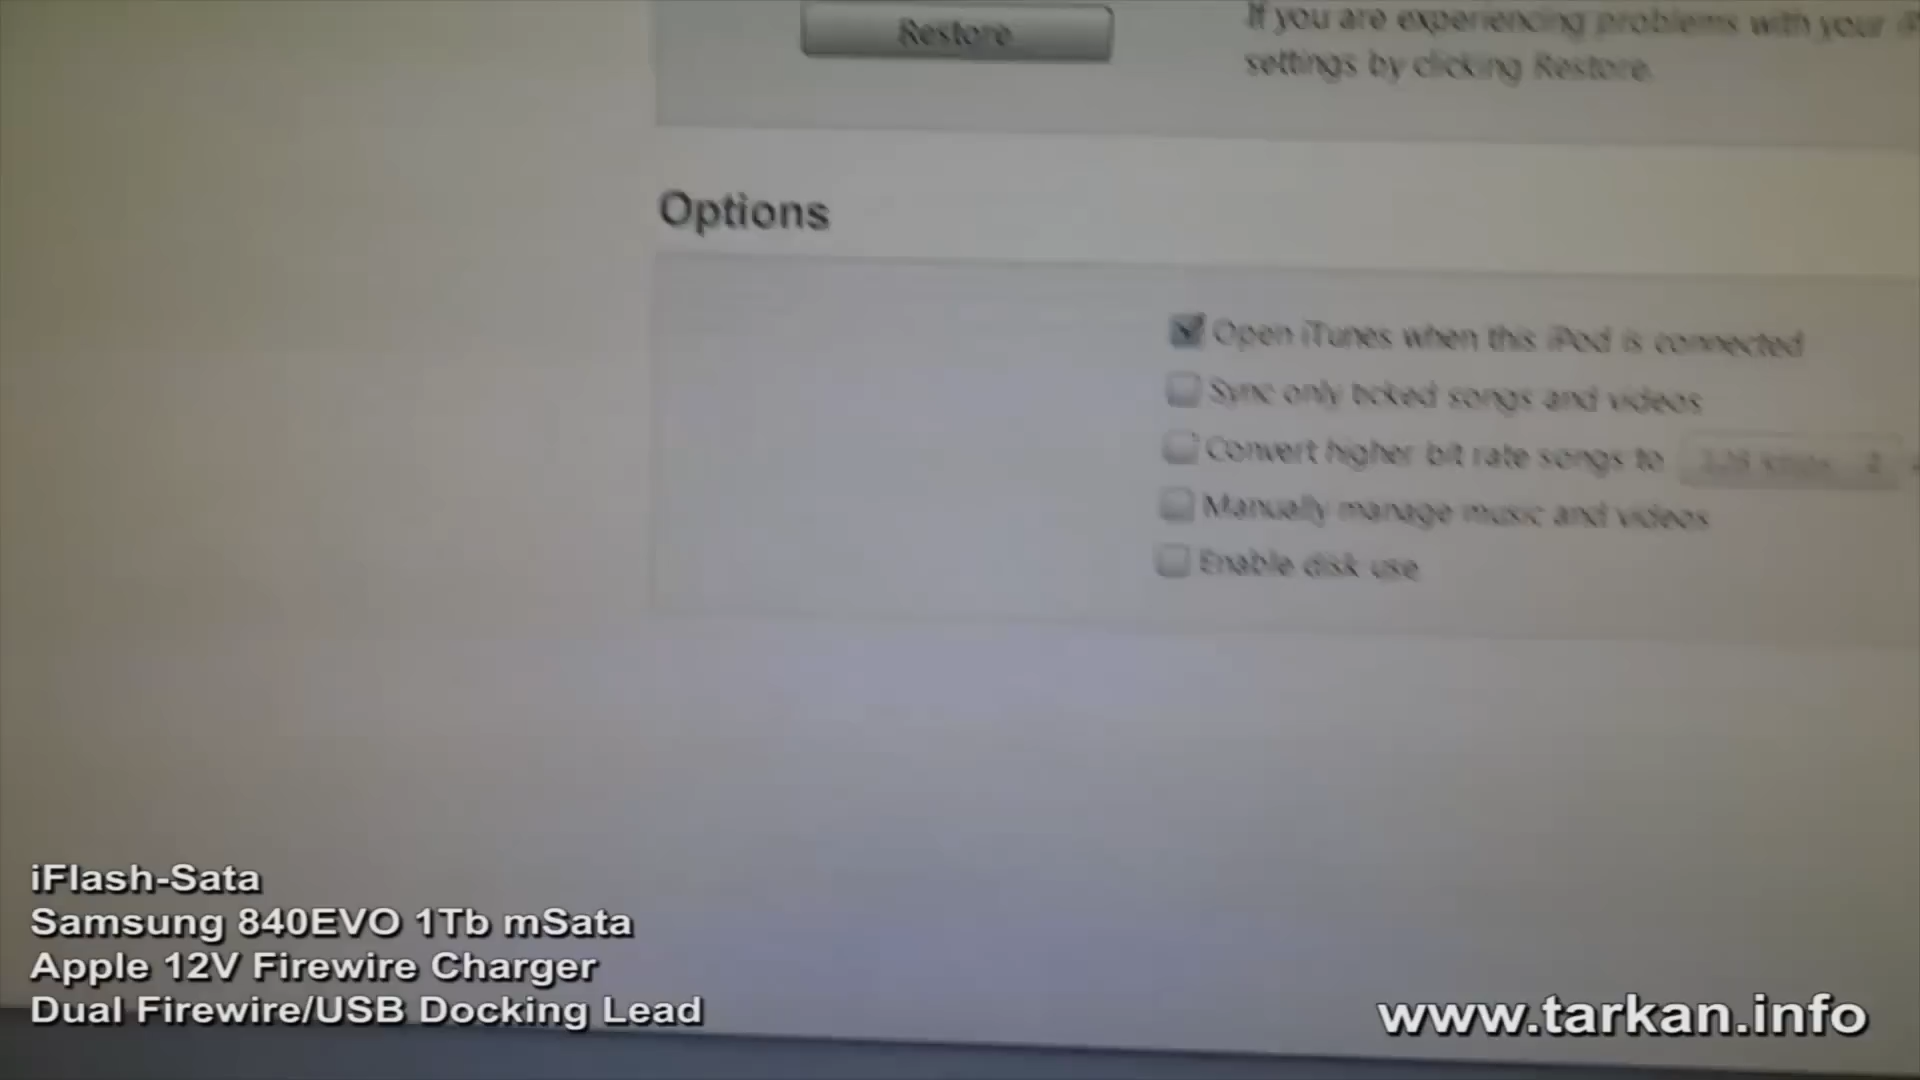 Restore
If you are experiencing problems with your
settings by clicking Restore.
Options
Open iTunes when this iPod is connected
Sync only ticked songs and videos
Convert higher bit rate songs to
Manually manage music and videos
Enable disk use
iFlash-Sata
Samsung 840EVO 1Tb mSata
Apple 12V Firewire Charger
Dual Firewire/USB Docking Lead
www.tarkan.info